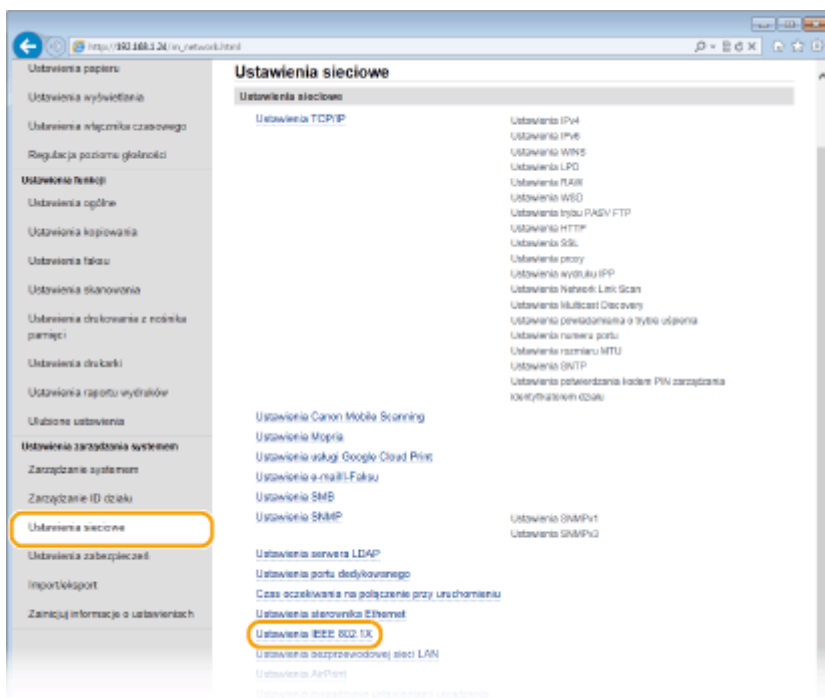 http://192.168.1.24/m_network.html
Ustawienia papieru
Ustawienia wyświetlania
Ustawienia włącznika czasowego
Regulacja poziomu głośności
Ustawienia funkcji
Ustawienia ogólne
Ustawienia kopiowania
Ustawienia faksu
Ustawienia skanowania
Ustawienia drukowania z nośnika
pamięci
Ustawienia drukarki
Ustawienia raportu wydruków
Ulubione ustawienia
Ustawienia zarządzania systemem
Zarządzanie systemem
Zarządzanie ID działu
Ustawienia sieciowe
Ustawienia zabezpieczeń
Import/eksport
Zainicjuj informacje o ustawieniach
Ustawienia sieciowe
Ustawienia sieciowe
Ustawienia TCP/IP
Ustawienia IPv4
Ustawienia IPv6
Ustawienia WINS
Ustawienia LPD
Ustawienia RAW
Ustawienia WSD
Ustawienia trybu PASV FTP
Ustawienia HTTP
Ustawienia SSL
Ustawienia proxy
Ustawienia wydruku IPP
Ustawienia Network Link Scan
Ustawienia Multicast Discovery
Ustawienia powiadamiania o trybie uśpienia
Ustawienia numeru portu
Ustawienia rozmiaru MTU
Ustawienia SNTP
Ustawienia potwierdzania kodem PIN zarządzania
identyfikatorem działu
Ustawienia Canon Mobile Scanning
Ustawienia Mopria
Ustawienia usługi Google Cloud Print
Ustawienia e-mail/I-Faksu
Ustawienia SMB
Ustawienia SNMP
Ustawienia SNMPv1
Ustawienia SNMPv3
Ustawienia serwera LDAP
Ustawienia portu dedykowanego
Czas oczekiwania na połączenie przy uruchomieniu
Ustawienia sterownika Ethernet
Ustawienia IEEE 802.1X
Ustawienia bezprzewodowej sieci LAN
Ustawienia AirPrint